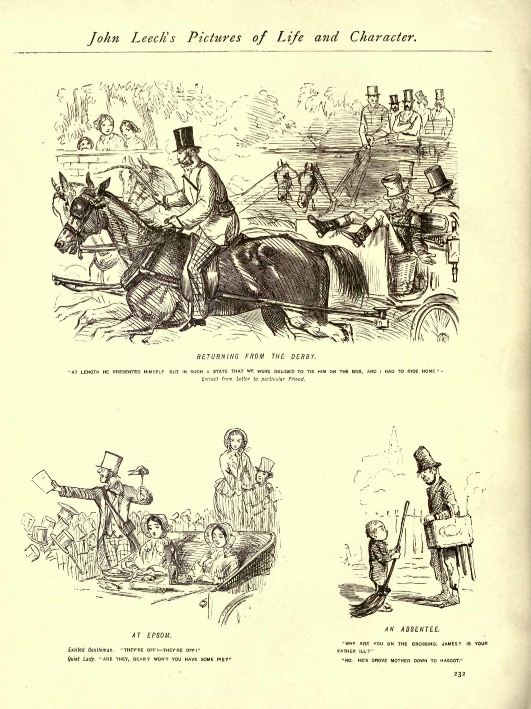 John Leech's Pictures of Life and Character.
RETURNING FROM THE DERBY.
"AT LENGTH HE PRESENTED HIMSELF BUT IN SUCH A STATE THAT WE WERE OBLIGED TO TIE HIM ON THE BOX, AND I HAD TO RIDE HOME."—
Extract from Letter to particular Friend.
AT EPSOM.
Excited Gentleman. "THEY'RE OFF!—THEY'RE OFF!"
Quiet Lady. "ARE THEY, DEAR? WON'T YOU HAVE SOME PIE?"
AN ABSENTEE.
"WHY ARE YOU ON THE CROSSING, JAMES? IS YOUR
FATHER ILL?"
"NO. HE'S DROVE MOTHER DOWN TO HASCOT."
232